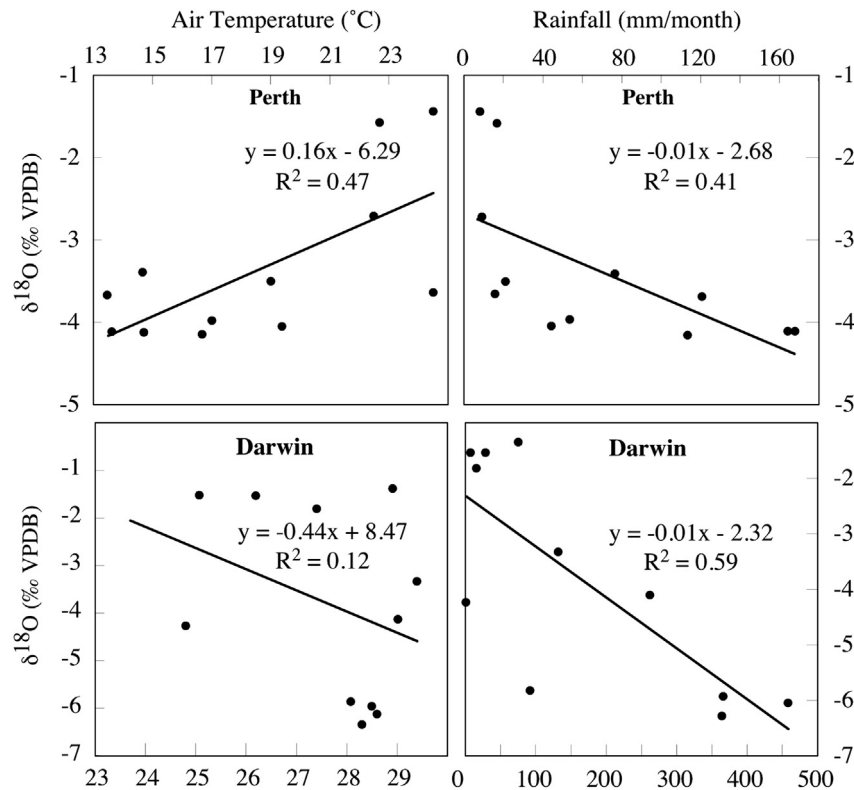 Air Temperature (˚C)
Rainfall (mm/month)
13 15 17 19 21 23
0 40 80 120 160
-1
-2
-3
-4
-5
δ18O (‰ VPDB)
Perth
y = 0.16x - 6.29
R2 = 0.47
Perth
y = -0.01x - 2.68
R2 = 0.41
-1
-2
-3
-4
-5
-1
-2
-3
-4
-5
-6
-7
δ18O (‰ VPDB)
Darwin
y = -0.44x + 8.47
R2 = 0.12
Darwin
y = -0.01x - 2.32
R2 = 0.59
-2
-3
-4
-5
-6
-7
23 24 25 26 27 28 29
0 100 200 300 400 500